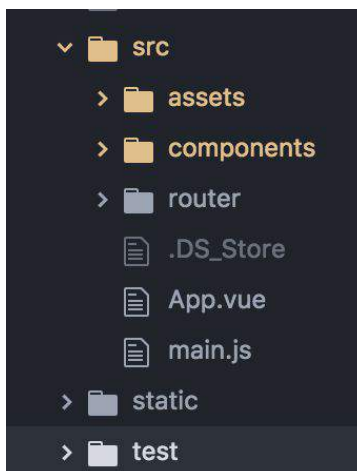 src
assets
components
router
.DS_Store
App.vue
main.js
static
test